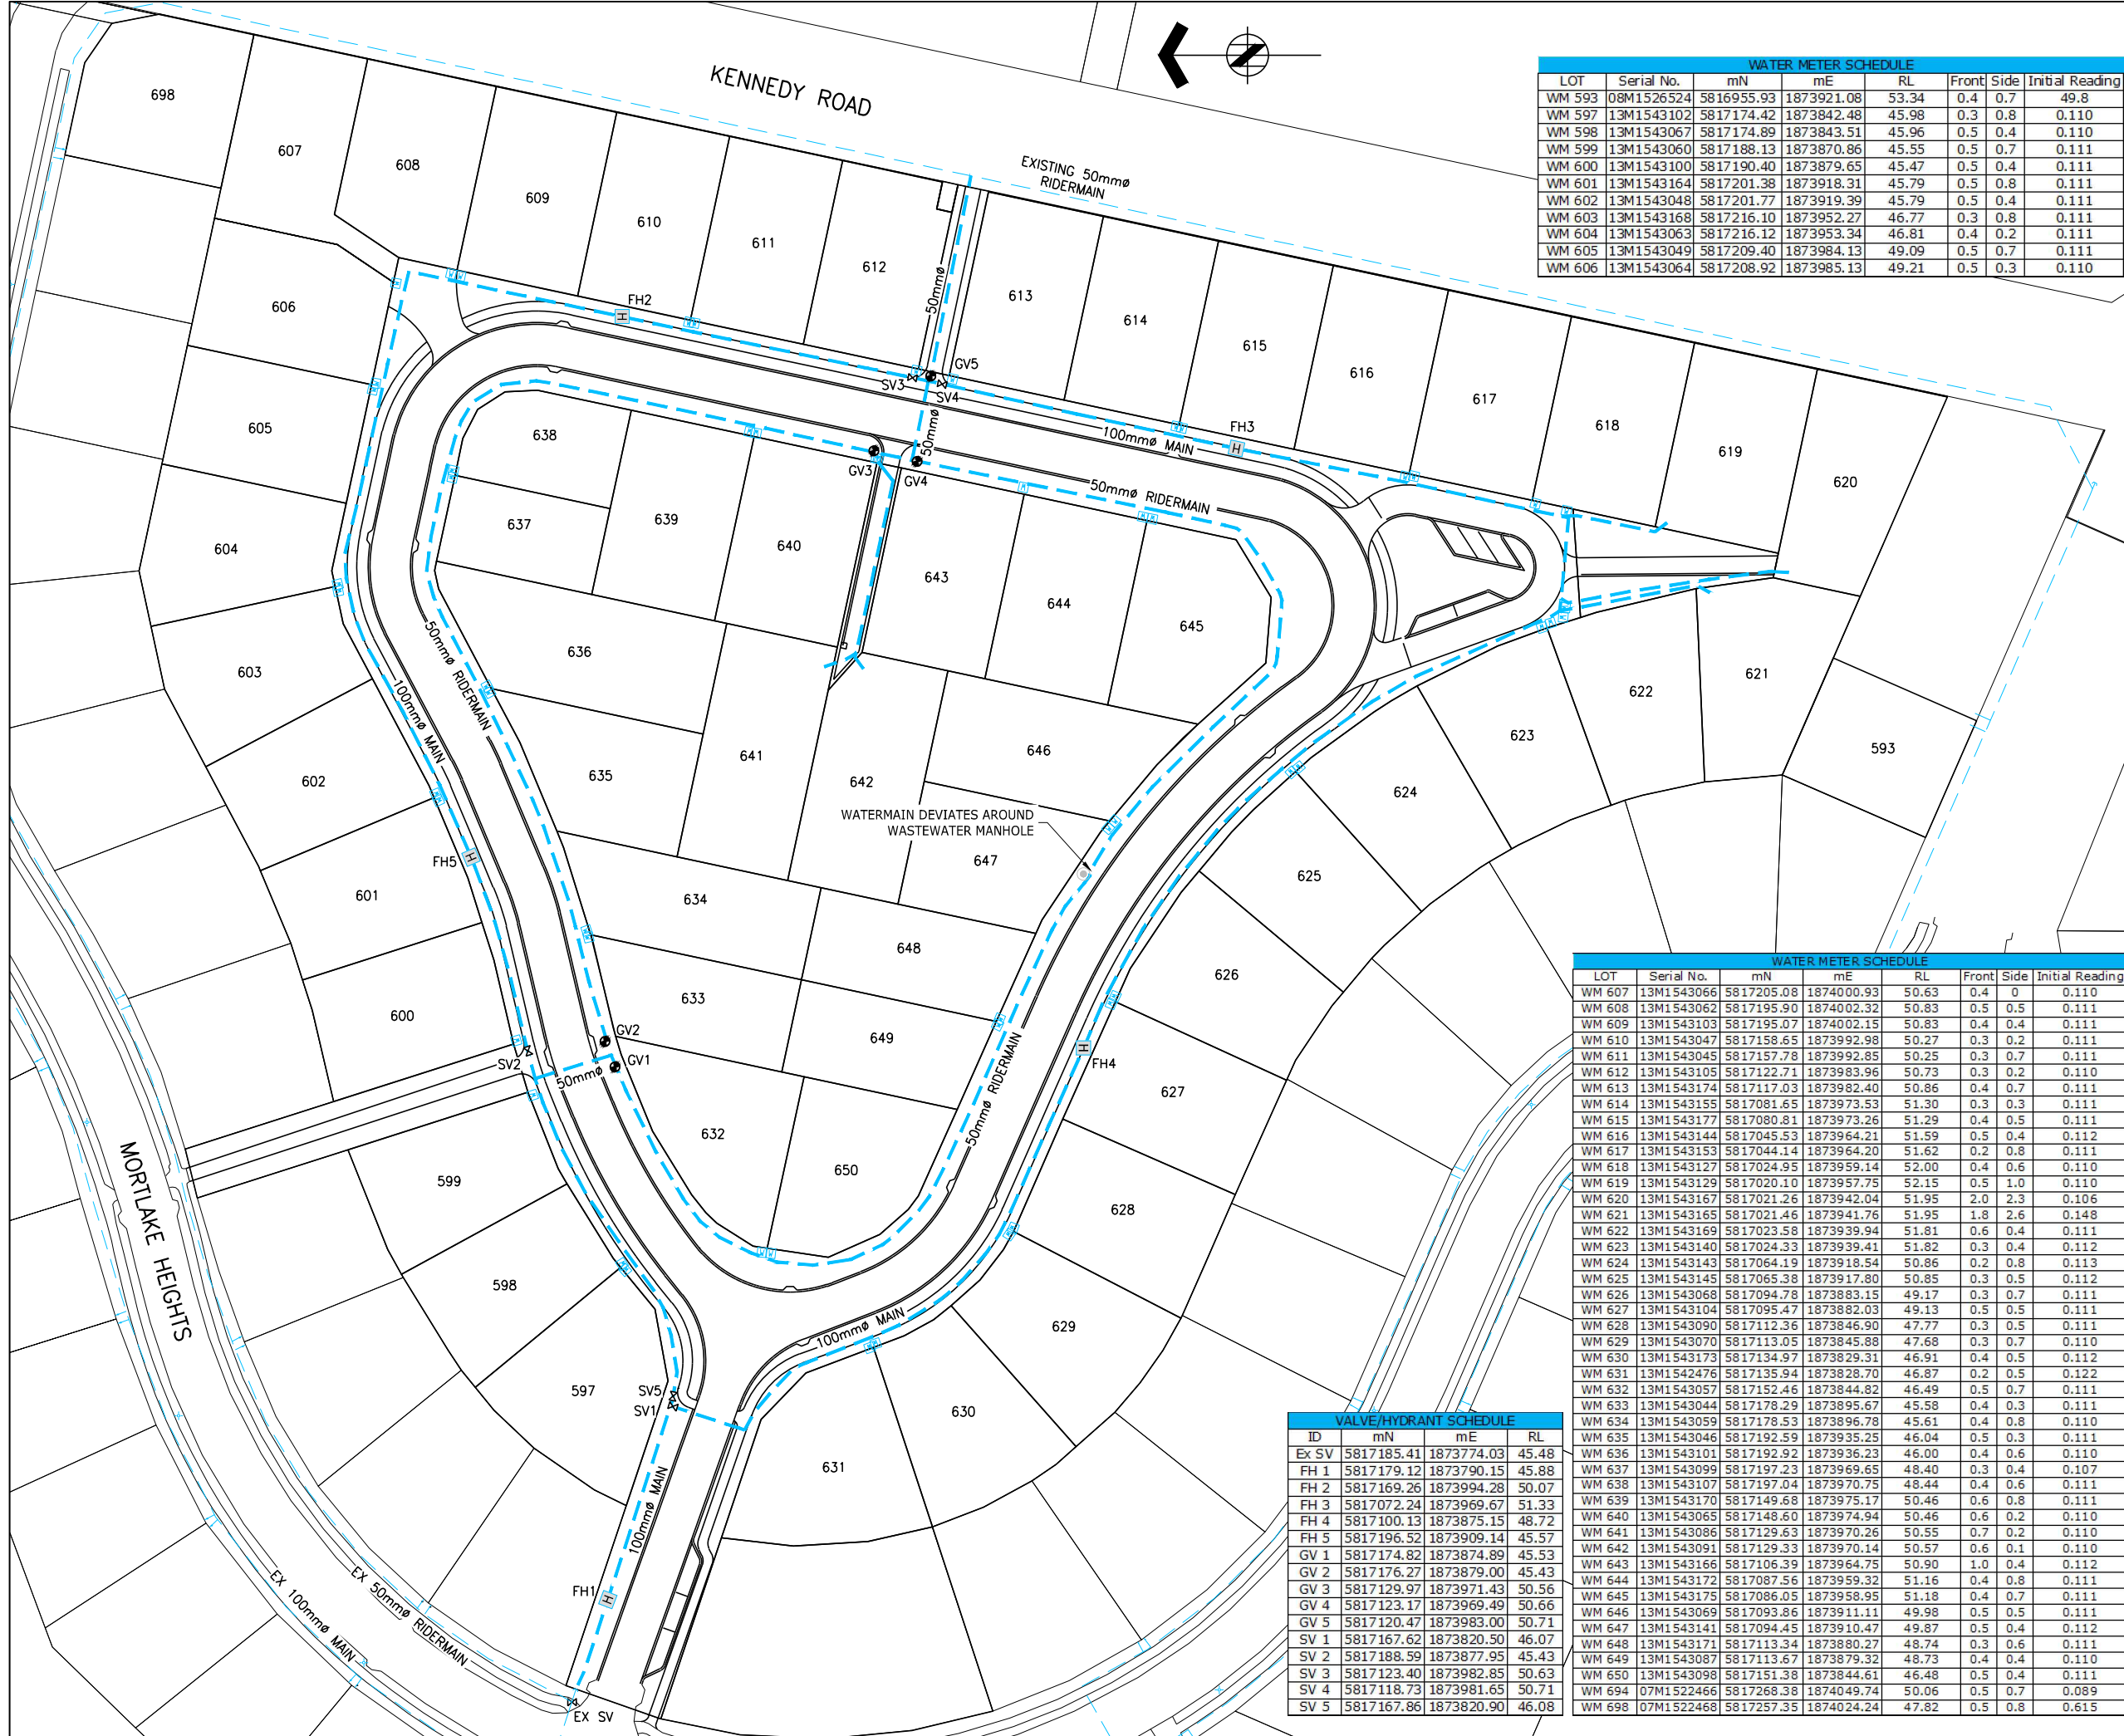 KENNEDY ROAD
EXISTING 50mmø
RIDERMAIN
WATER METER SCHEDULE
LOT Serial No. mN mE RL Front Side Initial Reading
WM 593 08M1526524 5816955.93 1873921.08 53.34 0.4 0.7 49.8
WM 597 13M1543102 5817174.42 1873842.48 45.98 0.3 0.8 0.110
WM 598 13M1543067 5817174.89 1873843.51 45.96 0.5 0.4 0.110
WM 599 13M1543060 5817188.13 1873870.86 45.55 0.5 0.7 0.111
WM 600 13M1543100 5817190.40 1873879.65 45.47 0.5 0.4 0.111
WM 601 13M1543164 5817201.38 1873918.31 45.79 0.5 0.8 0.111
WM 602 13M1543048 5817201.77 1873919.39 45.79 0.5 0.4 0.111
WM 603 13M1543168 5817216.10 1873952.27 46.77 0.3 0.8 0.111
WM 604 13M1543063 5817216.12 1873953.34 46.81 0.4 0.2 0.111
WM 605 13M1543049 5817209.40 1873984.13 49.09 0.5 0.7 0.111
WM 606 13M1543064 5817208.92 1873985.13 49.21 0.5 0.3 0.110
698
607
608
609
610
611
612
613
614
615
616
617
618
619
620
606
605
604
603
602
601
600
599
598
597
638
637
639
640
643
644
645
636
635
641
642
646
647
634
648
633
649
632
650
621
622
593
623
624
625
626
627
628
629
630
631
FH2
50mmø
GV5
SV3
SV4
50mmø
FH3
100mmø MAIN
GV3
GV4
50mmø RIDERMAIN
50mmø RIDERMAIN
100mmø MAIN
WATERMAIN DEVIATES AROUND
WASTEWATER MANHOLE
FH5
GV2
GV1
SV2
50mmø
FH4
50mmø RIDERMAIN
MORTLAKE HEIGHTS
100mmø MAIN
SV5
SV1
100mmø MAIN
FH1
EX 100mmø MAIN
EX 50mmø RIDERMAIN
EX SV
VALVE/HYDRANT SCHEDULE
ID mN mE RL
Ex SV 5817185.41 1873774.03 45.48
FH 1 5817179.12 1873790.15 45.88
FH 2 5817169.26 1873994.28 50.07
FH 3 5817072.24 1873969.67 51.33
FH 4 5817100.13 1873875.15 48.72
FH 5 5817196.52 1873909.14 45.57
GV 1 5817174.82 1873874.89 45.53
GV 2 5817176.27 1873879.00 45.43
GV 3 5817129.97 1873971.43 50.56
GV 4 5817123.17 1873969.49 50.66
GV 5 5817120.47 1873983.00 50.71
SV 1 5817167.62 1873820.50 46.07
SV 2 5817188.59 1873877.95 45.43
SV 3 5817123.40 1873982.85 50.63
SV 4 5817118.73 1873981.65 50.71
SV 5 5817167.86 1873820.90 46.08
WATER METER SCHEDULE
LOT Serial No. mN mE RL Front Side Initial Reading
WM 607 13M1543066 5817205.08 1874000.93 50.63 0.4 0 0.110
WM 608 13M1543062 5817195.90 1874002.32 50.83 0.5 0.5 0.111
WM 609 13M1543103 5817195.07 1874002.15 50.83 0.4 0.4 0.111
WM 610 13M1543047 5817158.65 1873992.98 50.27 0.3 0.2 0.111
WM 611 13M1543045 5817157.78 1873992.85 50.25 0.3 0.7 0.111
WM 612 13M1543105 5817122.71 1873983.96 50.73 0.3 0.2 0.110
WM 613 13M1543174 5817117.03 1873982.40 50.86 0.4 0.7 0.111
WM 614 13M1543155 5817081.65 1873973.53 51.30 0.3 0.3 0.111
WM 615 13M1543177 5817080.81 1873973.26 51.29 0.4 0.5 0.111
WM 616 13M1543144 5817045.53 1873964.21 51.59 0.5 0.4 0.112
WM 617 13M1543153 5817044.14 1873964.20 51.62 0.2 0.8 0.111
WM 618 13M1543127 5817024.95 1873959.14 52.00 0.4 0.6 0.110
WM 619 13M1543129 5817020.10 1873957.75 52.15 0.5 1.0 0.110
WM 620 13M1543167 5817021.26 1873942.04 51.95 2.0 2.3 0.106
WM 621 13M1543165 5817021.46 1873941.76 51.95 1.8 2.6 0.148
WM 622 13M1543169 5817023.58 1873939.94 51.81 0.6 0.4 0.111
WM 623 13M1543140 5817024.33 1873939.41 51.82 0.3 0.4 0.112
WM 624 13M1543143 5817064.19 1873918.54 50.86 0.2 0.8 0.113
WM 625 13M1543145 5817065.38 1873917.80 50.85 0.3 0.5 0.112
WM 626 13M1543068 5817094.78 1873883.15 49.17 0.3 0.7 0.111
WM 627 13M1543104 5817095.47 1873882.03 49.13 0.5 0.5 0.111
WM 628 13M1543090 5817112.36 1873846.90 47.77 0.3 0.5 0.111
WM 629 13M1543070 5817113.05 1873845.88 47.68 0.3 0.7 0.110
WM 630 13M1543173 5817134.97 1873829.31 46.91 0.4 0.5 0.112
WM 631 13M1542476 5817135.94 1873828.70 46.87 0.2 0.5 0.122
WM 632 13M1543057 5817152.46 1873844.82 46.49 0.5 0.7 0.111
WM 633 13M1543044 5817178.29 1873895.67 45.58 0.4 0.3 0.111
WM 634 13M1543059 5817178.53 1873896.78 45.61 0.4 0.8 0.110
WM 635 13M1543046 5817192.59 1873935.25 46.04 0.5 0.3 0.111
WM 636 13M1543101 5817192.92 1873936.23 46.00 0.4 0.6 0.110
WM 637 13M1543099 5817197.23 1873969.65 48.40 0.3 0.4 0.107
WM 638 13M1543107 5817197.04 1873970.75 48.44 0.4 0.6 0.111
WM 639 13M1543170 5817149.68 1873975.17 50.46 0.6 0.8 0.111
WM 640 13M1543065 5817148.60 1873974.94 50.46 0.6 0.2 0.110
WM 641 13M1543086 5817129.63 1873970.26 50.55 0.7 0.2 0.110
WM 642 13M1543091 5817129.33 1873970.14 50.57 0.6 0.1 0.110
WM 643 13M1543166 5817106.39 1873964.75 50.90 1.0 0.4 0.112
WM 644 13M1543172 5817087.56 1873959.32 51.16 0.4 0.8 0.111
WM 645 13M1543175 5817086.05 1873958.95 51.18 0.4 0.7 0.111
WM 646 13M1543069 5817093.86 1873911.11 49.98 0.5 0.5 0.111
WM 647 13M1543141 5817094.45 1873910.47 49.87 0.5 0.4 0.112
WM 648 13M1543171 5817113.34 1873880.27 48.74 0.3 0.6 0.111
WM 649 13M1543087 5817113.67 1873879.32 48.73 0.4 0.4 0.110
WM 650 13M1543098 5817151.38 1873844.61 46.48 0.5 0.4 0.111
WM 694 07M1522466 5817268.38 1874049.74 50.06 0.5 0.7 0.089
WM 698 07M1522468 5817257.35 1874024.24 47.82 0.5 0.8 0.615